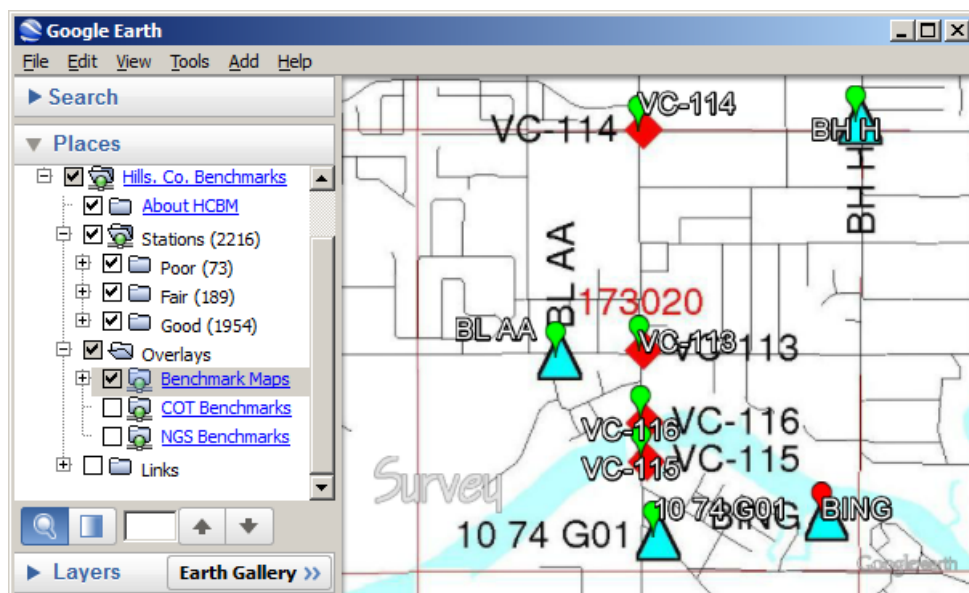 Google Earth
File Edit View Tools Add Help
Search
Places
Hills. Co. Benchmarks
About HCBM
Stations (2216)
Poor (73)
Fair (189)
Good (1954)
Overlays
Benchmark Maps
COT Benchmarks
NGS Benchmarks
Links
Layers
Earth Gallery >>
VC-114
VC-114
BH H
BH H
BL AA
173020
BL AA
VC-113
VC-113
VC-116
VC-116
VC-115
VC-115
Survey
10 74 G01
10 74 G01
BING
BING
Google earth